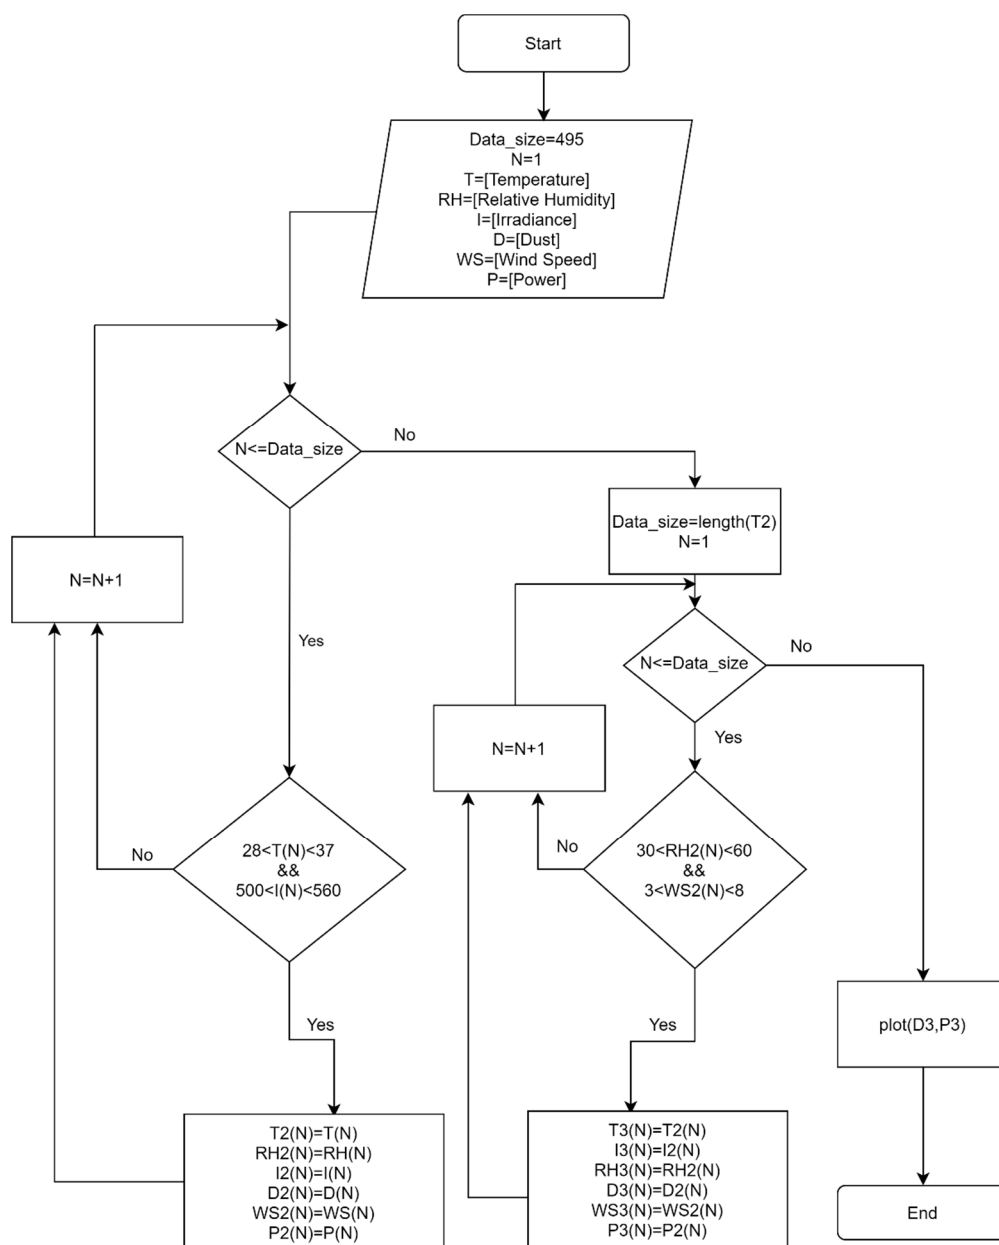 Start
Data_size=495
N=1
T=[Temperature]
RH=[Relative Humidity]
I=[Irradiance]
D=[Dust]
WS=[Wind Speed]
P=[Power]
N<=Data_size
No
Data_size=length(T2)
N=1
N=N+1
Yes
N<=Data_size
No
N=N+1
Yes
28<T(N)<37
&&
500<I(N)<560
No
30<RH2(N)<60
&&
3<WS2(N)<8
No
Yes
Yes
plot(D3,P3)
T2(N)=T(N)
RH2(N)=RH(N)
I2(N)=I(N)
D2(N)=D(N)
WS2(N)=WS(N)
P2(N)=P(N)
T3(N)=T2(N)
I3(N)=I2(N)
RH3(N)=RH2(N)
D3(N)=D2(N)
WS3(N)=WS2(N)
P3(N)=P2(N)
End